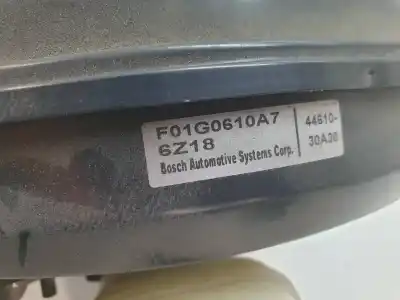 F01G0610A7
6Z18
Bosch Automotive Systems Corp.
44610-
30A30